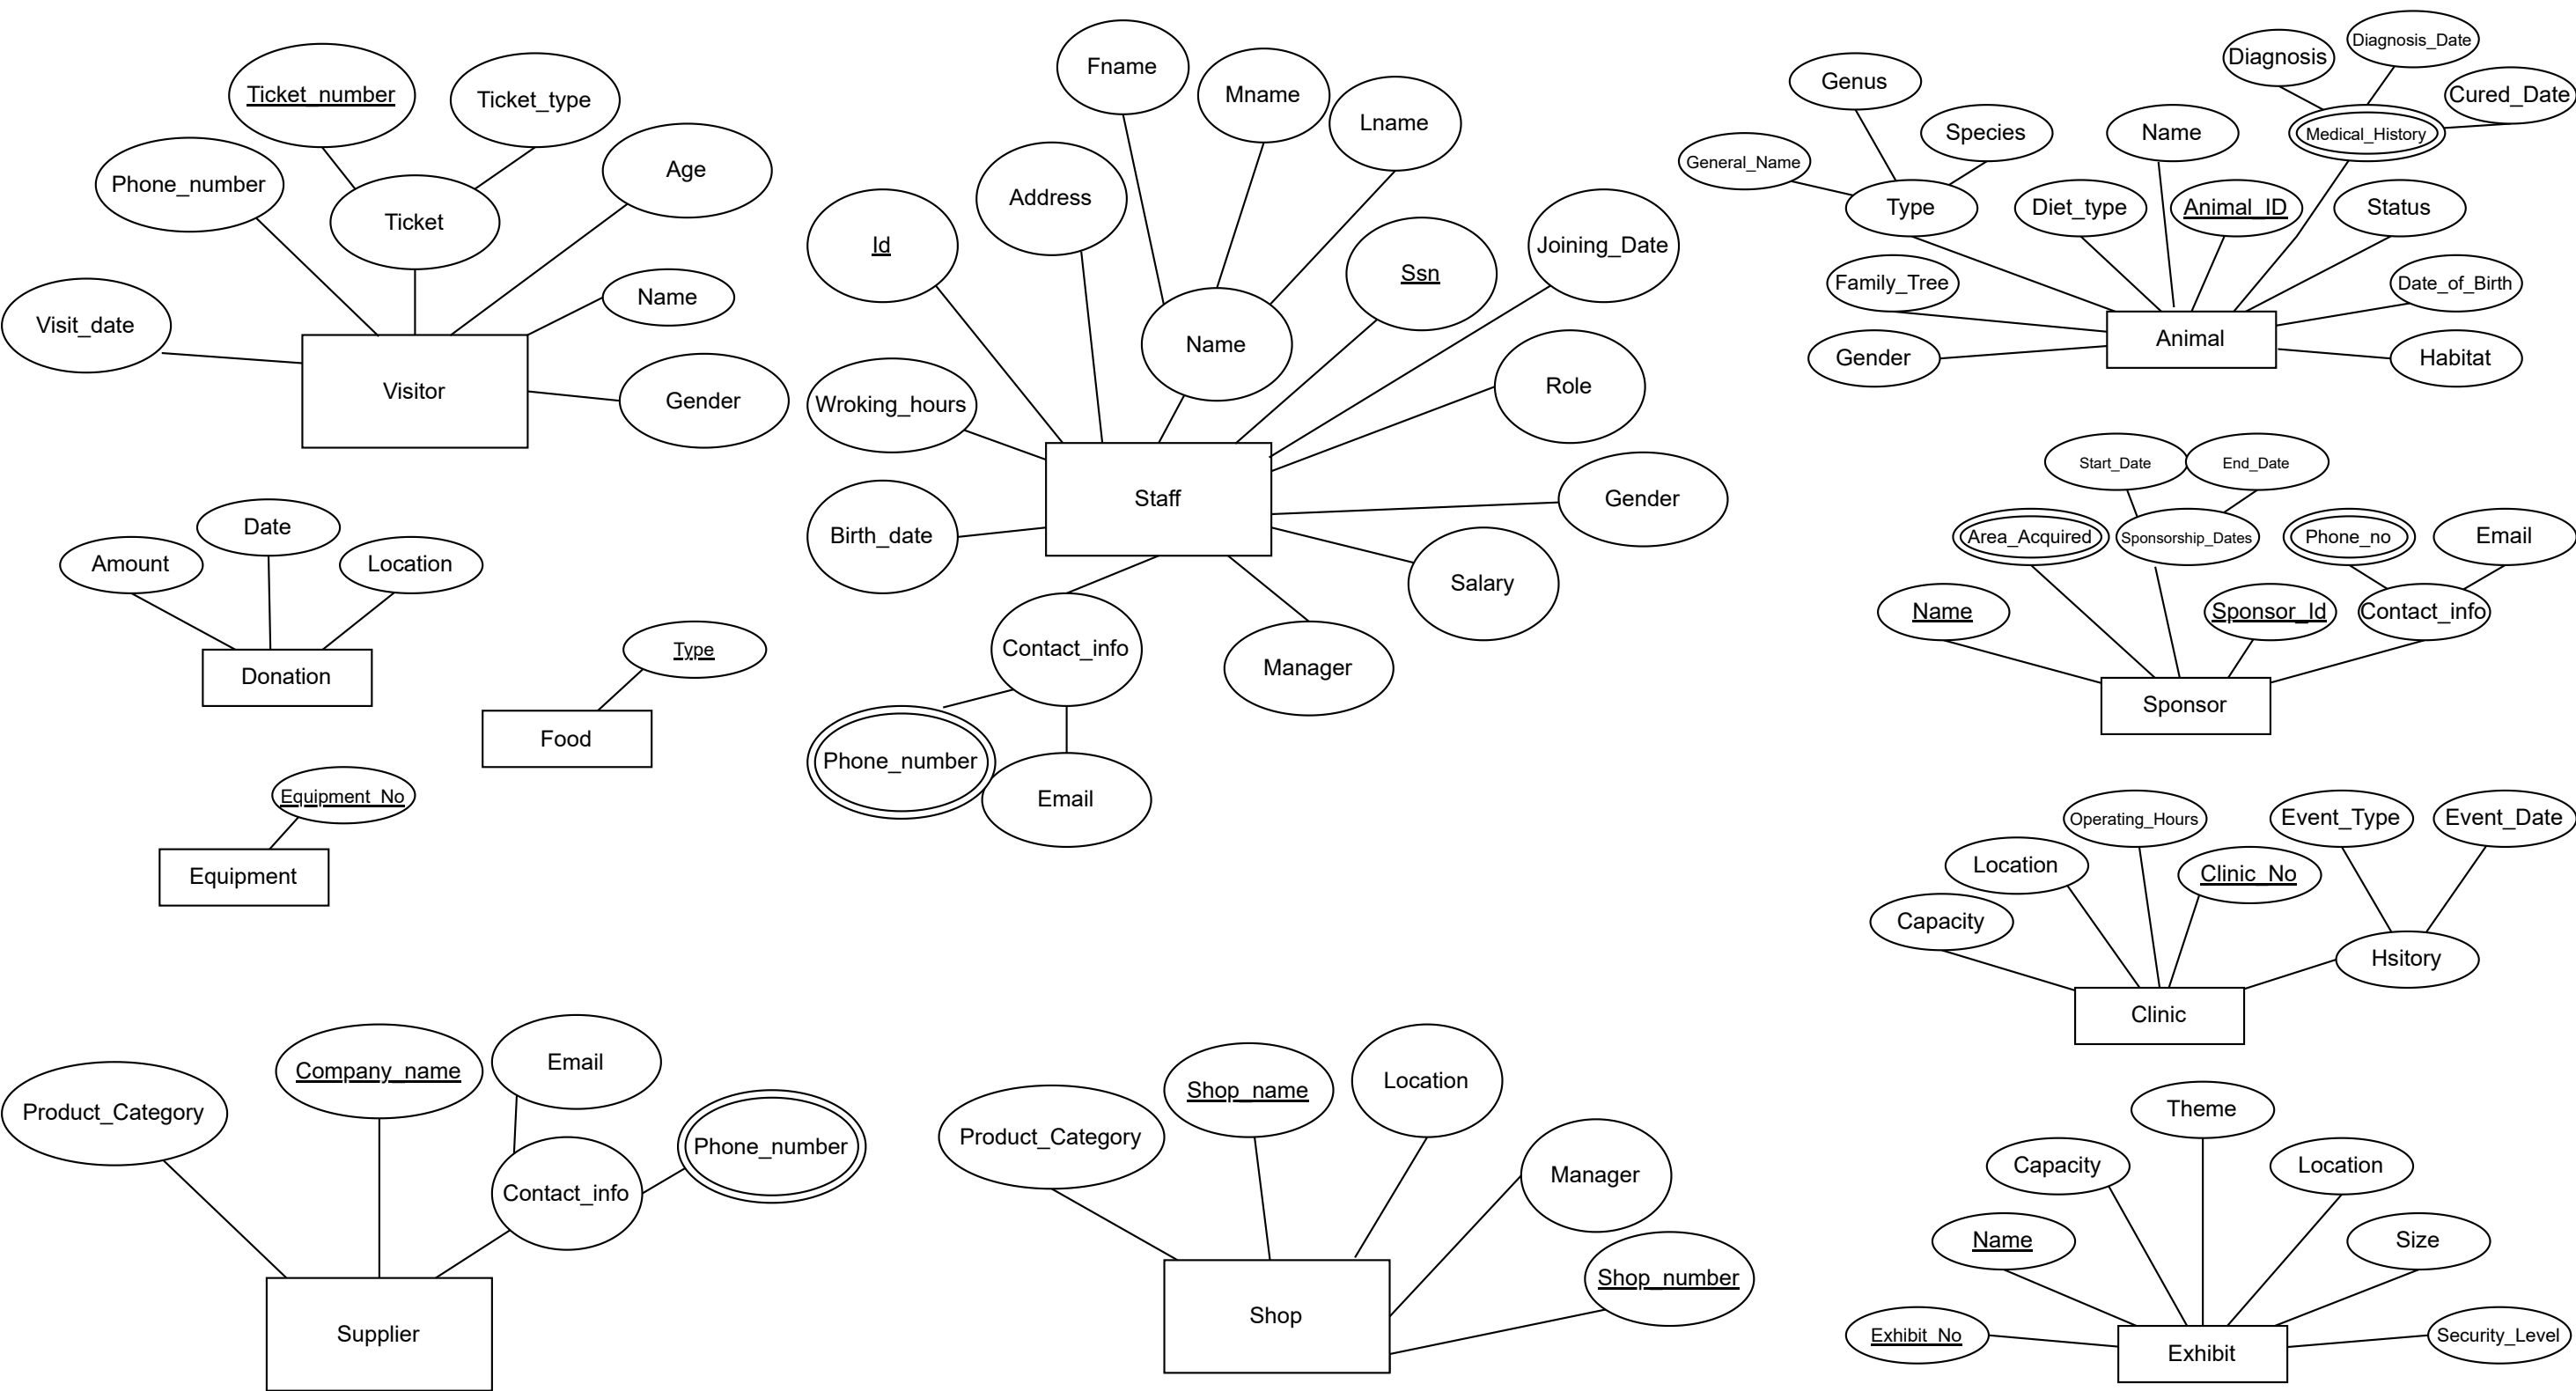 Ticket_number
Ticket_type
Phone_number
Age
Ticket
Name
Visit_date
Visitor
Gender
Fname
Mname
Lname
Address
Id
Ssn
Joining_Date
Name
Wroking_hours
Role
Staff
Gender
Birth_date
Salary
Contact_info
Manager
Phone_number
Email
Diagnosis_Date
Diagnosis
Cured_Date
Genus
Species
Name
Medical_History
General_Name
Type
Diet_type
Animal_ID
Status
Family_Tree
Date_of_Birth
Gender
Animal
Habitat
Date
Amount
Location
Donation
Type
Food
Equipment_No
Equipment
Start_Date
End_Date
Area_Acquired
Sponsorship_Dates
Phone_no
Email
Name
Sponsor_Id
Contact_info
Sponsor
Operating_Hours
Event_Type
Event_Date
Location
Clinic_No
Capacity
Hsitory
Clinic
Email
Company_name
Product_Category
Phone_number
Contact_info
Supplier
Location
Shop_name
Product_Category
Manager
Shop_number
Shop
Theme
Capacity
Location
Name
Size
Exhibit_No
Security_Level
Exhibit